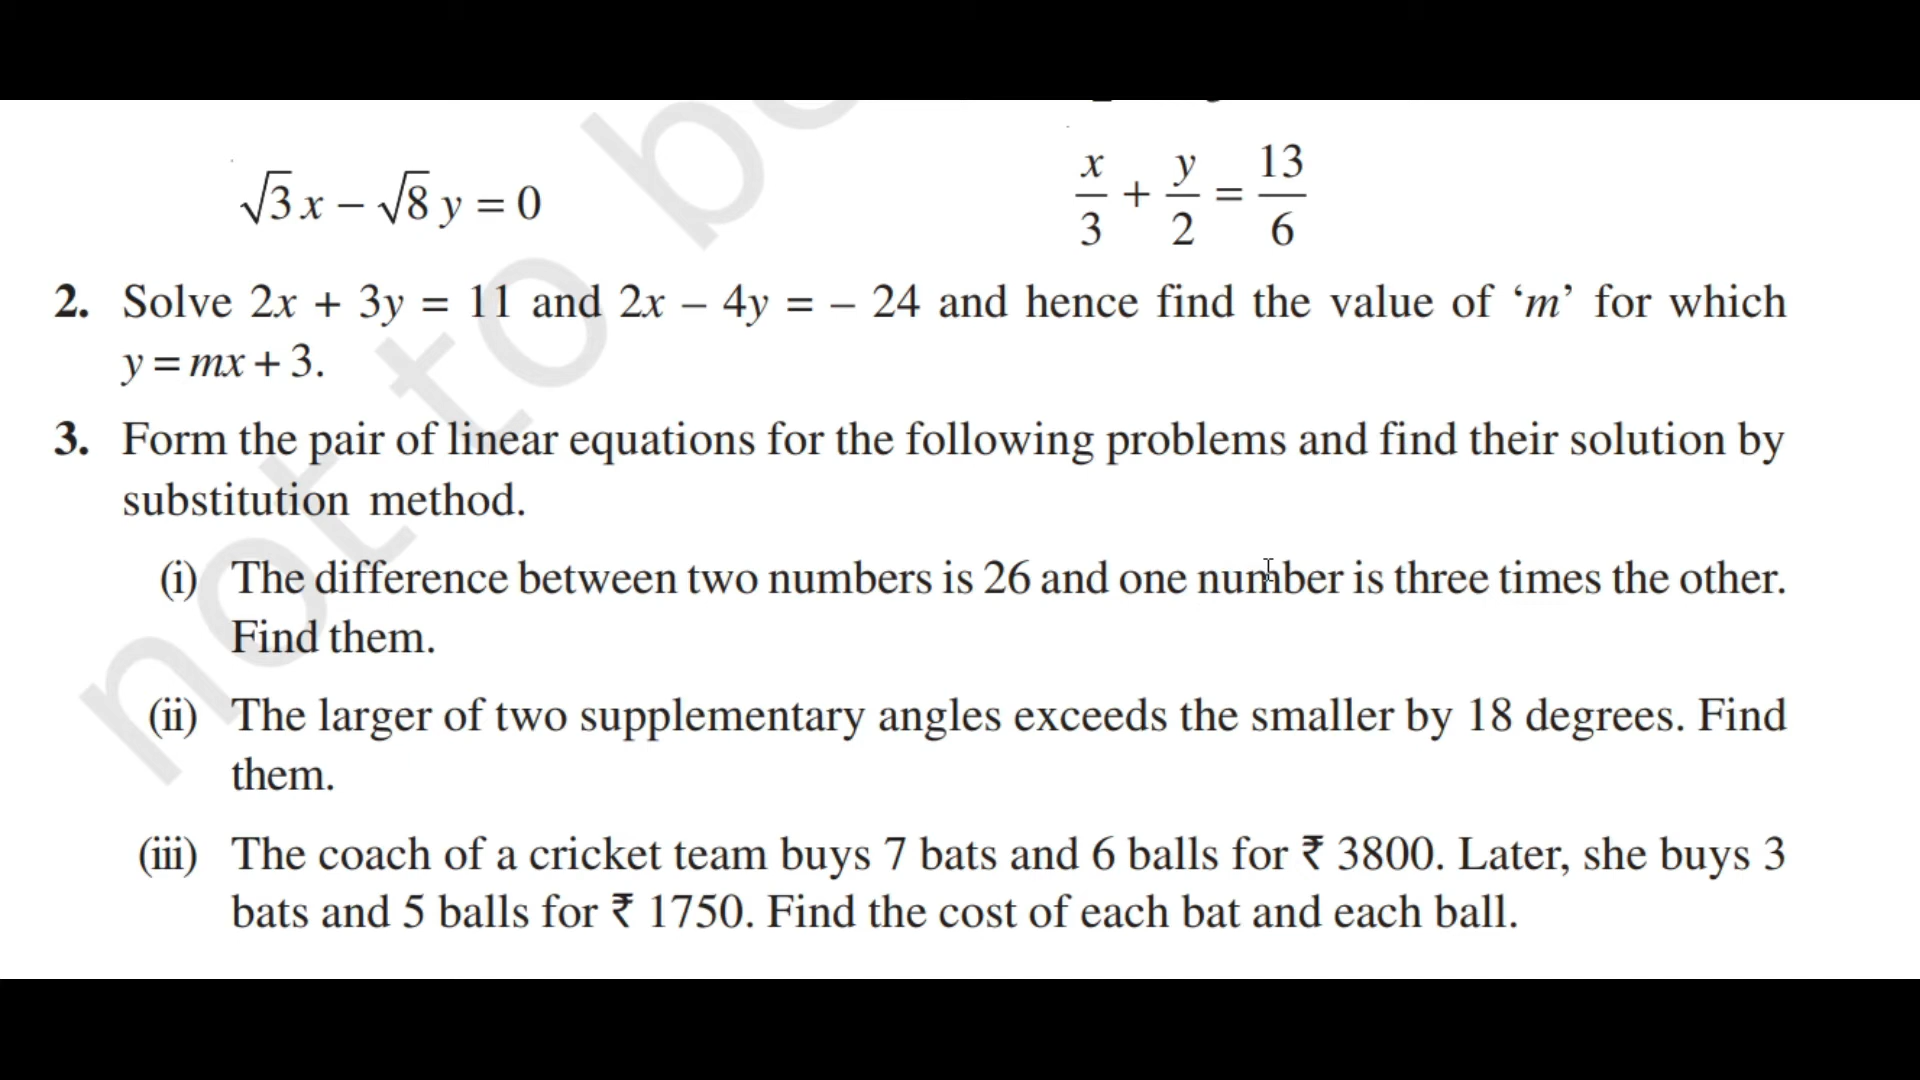 √3 x – √8 y = 0
x/3 + y/2 = 13/6
2. Solve 2x + 3y = 11 and 2x – 4y = – 24 and hence find the value of ‘m’ for which
y = mx + 3.
3. Form the pair of linear equations for the following problems and find their solution by
substitution method.
(i) The difference between two numbers is 26 and one number is three times the other.
Find them.
(ii) The larger of two supplementary angles exceeds the smaller by 18 degrees. Find
them.
(iii) The coach of a cricket team buys 7 bats and 6 balls for ₹ 3800. Later, she buys 3
bats and 5 balls for ₹ 1750. Find the cost of each bat and each ball.
not to be